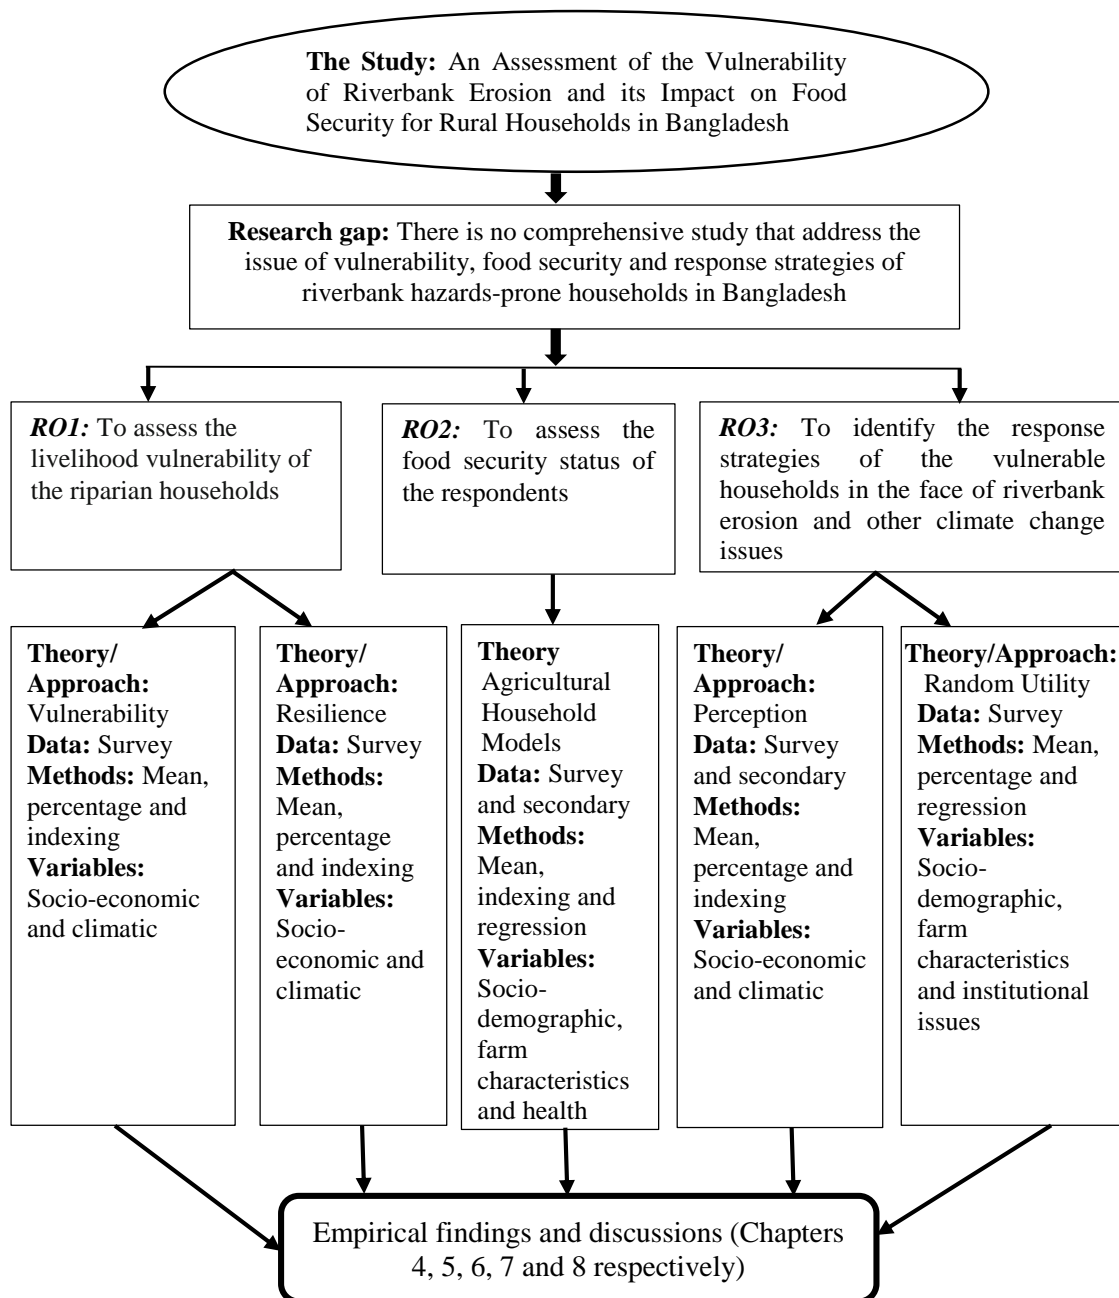 The Study: An Assessment of the Vulnerability
of Riverbank Erosion and its Impact on Food
Security for Rural Households in Bangladesh
Research gap: There is no comprehensive study that address the
issue of vulnerability, food security and response strategies of
riverbank hazards-prone households in Bangladesh
RO1: To assess the
livelihood vulnerability of
the riparian households
RO2: To assess the
food security status of
the respondents
RO3: To identify the response
strategies of the vulnerable
households in the face of riverbank
erosion and other climate change
issues
Theory/
Approach:
Vulnerability
Data: Survey
Methods: Mean,
percentage and
indexing
Variables:
Socio-economic
and climatic
Theory/
Approach:
Resilience
Data: Survey
Methods:
Mean,
percentage
and indexing
Variables:
Socio-
economic and
climatic
Theory
Agricultural
Household
Models
Data: Survey
and secondary
Methods:
Mean,
indexing and
regression
Variables:
Socio-
demographic,
farm
characteristics
and health
Theory/
Approach:
Perception
Data: Survey
and secondary
Methods:
Mean,
percentage and
indexing
Variables:
Socio-economic
and climatic
Theory/Approach:
Random Utility
Data: Survey
Methods: Mean,
percentage and
regression
Variables:
Socio-
demographic,
farm
characteristics
and institutional
issues
Empirical findings and discussions (Chapters
4, 5, 6, 7 and 8 respectively)